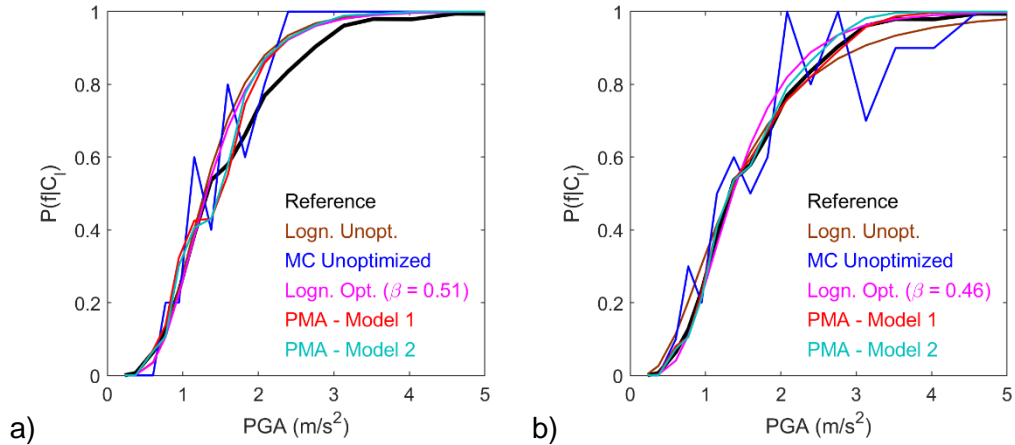 1
0.8
0.6
0.4
0.2
0
P(f|C_l)
Reference
Logn. Unopt.
MC Unoptimized
Logn. Opt. (β = 0.51)
PMA - Model 1
PMA - Model 2
0 1 2 3 4 5
PGA (m/s²)
a)
1
0.8
0.6
0.4
0.2
0
P(f|C_l)
Reference
Logn. Unopt.
MC Unoptimized
Logn. Opt. (β = 0.46)
PMA - Model 1
PMA - Model 2
0 1 2 3 4 5
PGA (m/s²)
b)